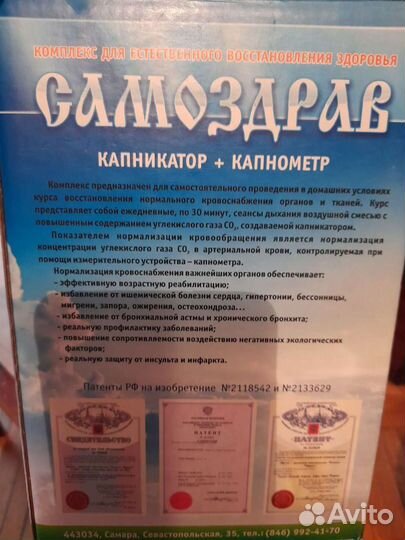 КОМПЛЕКС ДЛЯ ЕСТЕСТВЕННОГО ВОССТАНОВЛЕНИЯ ЗДОРОВЬЯ
САМОЗДРАВ
КАПНИКАТОР + КАПНОМЕТР
Комплекс предназначен для самостоятельного проведения в домашних условиях
курса восстановления нормального кровоснабжения органов и тканей. Курс
представляет собой ежедневные, по 30 минут, сеансы дыхания воздушной смесью с
повышенным содержанием углекислого газа CO₂, создаваемой капникатором.
Показателем нормализации кровообращения является нормализация
концентрации углекислого газа CO₂ в артериальной крови, контролируемая при
помощи измерительного устройства – капнометра.
Нормализация кровоснабжения важнейших органов обеспечивает:
- эффективную возрастную реабилитацию;
- избавление от ишемической болезни сердца, гипертонии, бессонницы,
мигрени, запора, ожирения, остеохондроза...
- избавление от бронхиальной астмы и хронического бронхита;
- реальную профилактику заболеваний;
- повышение сопротивляемости воздействию негативных экологических
факторов;
- реальную защиту от инсульта и инфаркта.
Патенты РФ на изобретение №2118542 и №2133629
СВИДЕТЕЛЬСТВО
ПАТЕНТ
ПАТЕНТ
443034, Самара, Севастопольская, 35, тел.: (846) 992-41-70
Avito